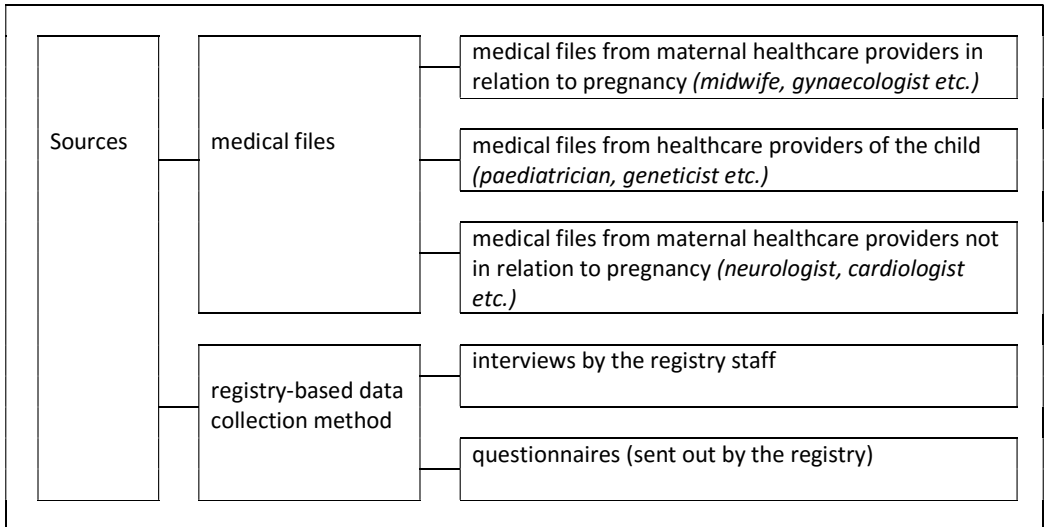 Sources
medical files
medical files from maternal healthcare providers in
relation to pregnancy (midwife, gynaecologist etc.)
medical files from healthcare providers of the child
(paediatrician, geneticist etc.)
medical files from maternal healthcare providers not
in relation to pregnancy (neurologist, cardiologist
etc.)
registry-based data
collection method
interviews by the registry staff
questionnaires (sent out by the registry)